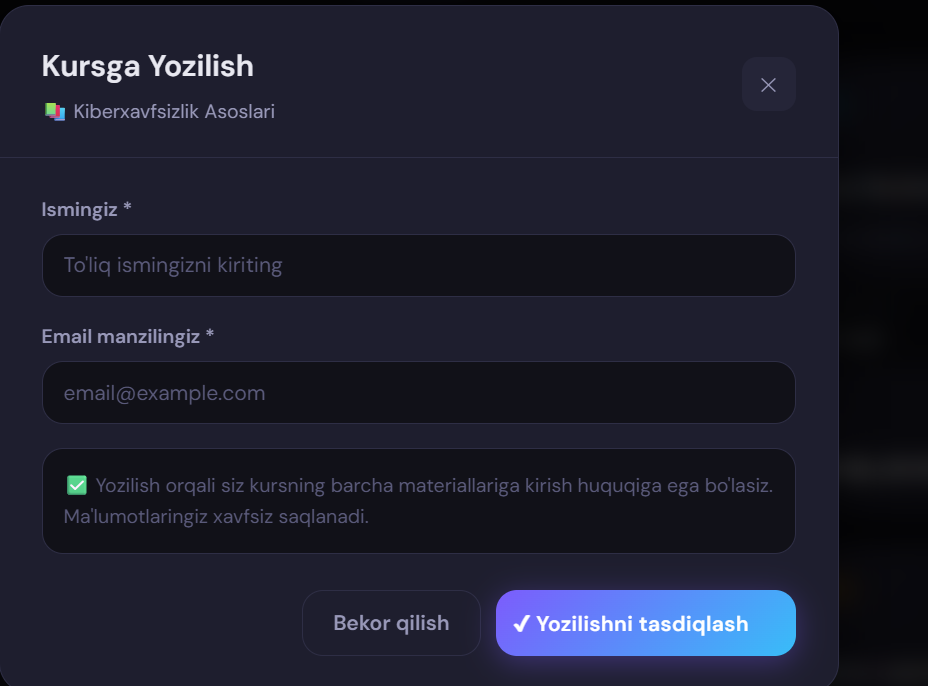 Kursga Yozilish
📚 Kiberxavfsizlik Asoslari
Ismingiz *
To'liq ismingizni kiriting
Email manzilingiz *
email@example.com
✅ Yozilish orqali siz kursning barcha materiallariga kirish huquqiga ega bo'lasiz.
Ma'lumotlaringiz xavfsiz saqlanadi.
Bekor qilish
✓ Yozilishni tasdiqlash